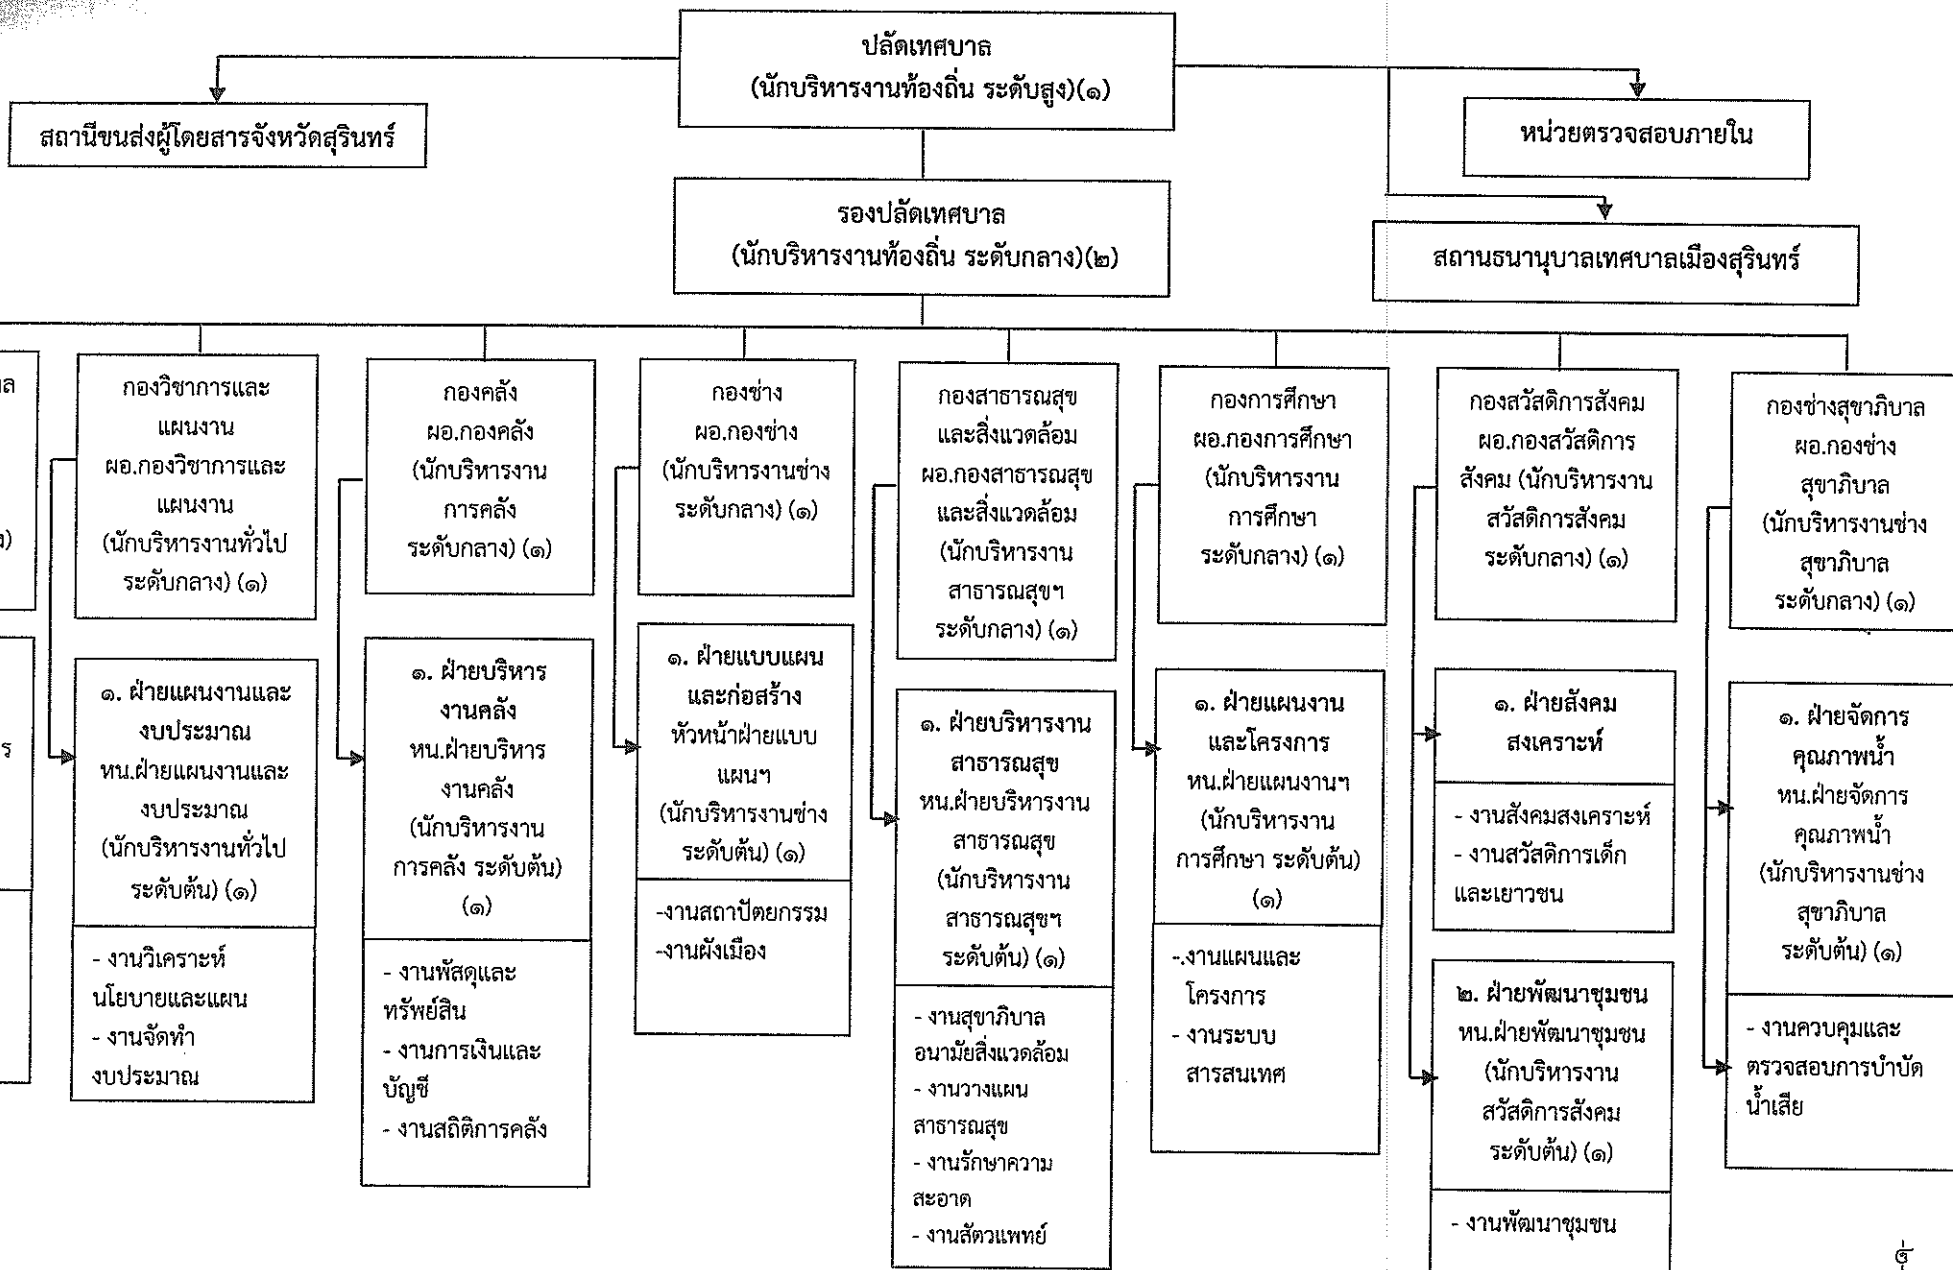 ปลัดเทศบาล
(นักบริหารงานท้องถิ่น ระดับสูง)(๑)
สถานีขนส่งผู้โดยสารจังหวัดสุรินทร์
หน่วยตรวจสอบภายใน
รองปลัดเทศบาล
(นักบริหารงานท้องถิ่น ระดับกลาง)(๒)
สถานธนานุบาลเทศบาลเมืองสุรินทร์
กองวิชาการและ
แผนงาน
ผอ.กองวิชาการและ
แผนงาน
(นักบริหารงานทั่วไป
ระดับกลาง) (๑)
๑. ฝ่ายแผนงานและ
งบประมาณ
หน.ฝ่ายแผนงานและ
งบประมาณ
(นักบริหารงานทั่วไป
ระดับต้น) (๑)
- งานวิเคราะห์
นโยบายและแผน
- งานจัดทำ
งบประมาณ
กองคลัง
ผอ.กองคลัง
(นักบริหารงาน
การคลัง
ระดับกลาง) (๑)
๑. ฝ่ายบริหาร
งานคลัง
หน.ฝ่ายบริหาร
งานคลัง
(นักบริหารงาน
การคลัง ระดับต้น)
(๑)
- งานพัสดุและ
ทรัพย์สิน
- งานการเงินและ
บัญชี
- งานสถิติการคลัง
กองช่าง
ผอ.กองช่าง
(นักบริหารงานช่าง
ระดับกลาง) (๑)
๑. ฝ่ายแบบแผน
และก่อสร้าง
หัวหน้าฝ่ายแบบ
แผนฯ
(นักบริหารงานช่าง
ระดับต้น) (๑)
-งานสถาปัตยกรรม
-งานผังเมือง
กองสาธารณสุข
และสิ่งแวดล้อม
ผอ.กองสาธารณสุข
และสิ่งแวดล้อม
(นักบริหารงาน
สาธารณสุขฯ
ระดับกลาง) (๑)
๑. ฝ่ายบริหารงาน
สาธารณสุข
หน.ฝ่ายบริหารงาน
สาธารณสุข
(นักบริหารงาน
สาธารณสุขฯ
ระดับต้น) (๑)
- งานสุขาภิบาล
อนามัยสิ่งแวดล้อม
- งานวางแผน
สาธารณสุข
- งานรักษาความ
สะอาด
- งานสัตวแพทย์
กองการศึกษา
ผอ.กองการศึกษา
(นักบริหารงาน
การศึกษา
ระดับกลาง) (๑)
๑. ฝ่ายแผนงาน
และโครงการ
หน.ฝ่ายแผนงานฯ
(นักบริหารงาน
การศึกษา ระดับต้น)
(๑)
-.งานแผนและ
โครงการ
- งานระบบ
สารสนเทศ
กองสวัสดิการสังคม
ผอ.กองสวัสดิการ
สังคม (นักบริหารงาน
สวัสดิการสังคม
ระดับกลาง) (๑)
๑. ฝ่ายสังคม
สงเคราะห์
- งานสังคมสงเคราะห์
- งานสวัสดิการเด็ก
และเยาวชน
๒. ฝ่ายพัฒนาชุมชน
หน.ฝ่ายพัฒนาชุมชน
(นักบริหารงาน
สวัสดิการสังคม
ระดับต้น) (๑)
- งานพัฒนาชุมชน
กองช่างสุขาภิบาล
ผอ.กองช่าง
สุขาภิบาล
(นักบริหารงานช่าง
สุขาภิบาล
ระดับกลาง) (๑)
๑. ฝ่ายจัดการ
คุณภาพน้ำ
หน.ฝ่ายจัดการ
คุณภาพน้ำ
(นักบริหารงานช่าง
สุขาภิบาล
ระดับต้น) (๑)
- งานควบคุมและ
ตรวจสอบการบำบัด
น้ำเสีย